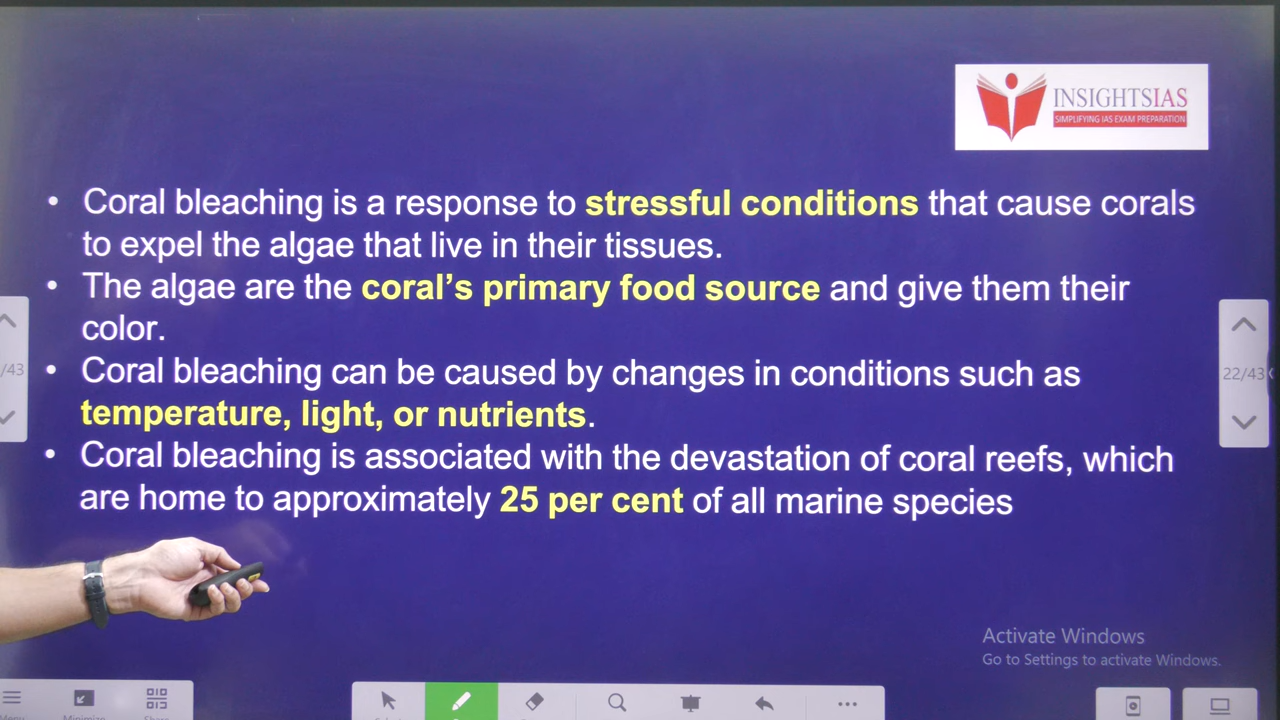 INSIGHTSIAS
SIMPLIFYING IAS EXAM PREPARATION
• Coral bleaching is a response to stressful conditions that cause corals
to expel the algae that live in their tissues.
• The algae are the coral's primary food source and give them their
color.
• Coral bleaching can be caused by changes in conditions such as
temperature, light, or nutrients.
• Coral bleaching is associated with the devastation of coral reefs, which
are home to approximately 25 per cent of all marine species
/43
22/43
Activate Windows
Go to Settings to activate Windows.
Menu
Minimize
Share